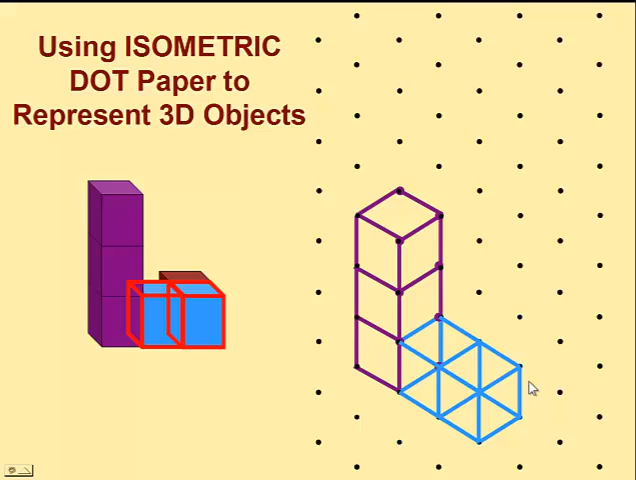 Using ISOMETRIC
DOT Paper to
Represent 3D Objects